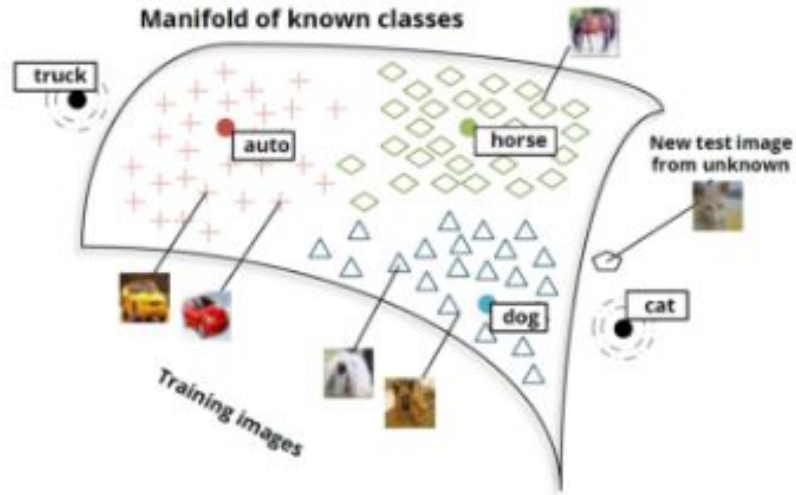 Manifold of known classes
truck
auto
horse
New test image
from unknown
cat
dog
Training images